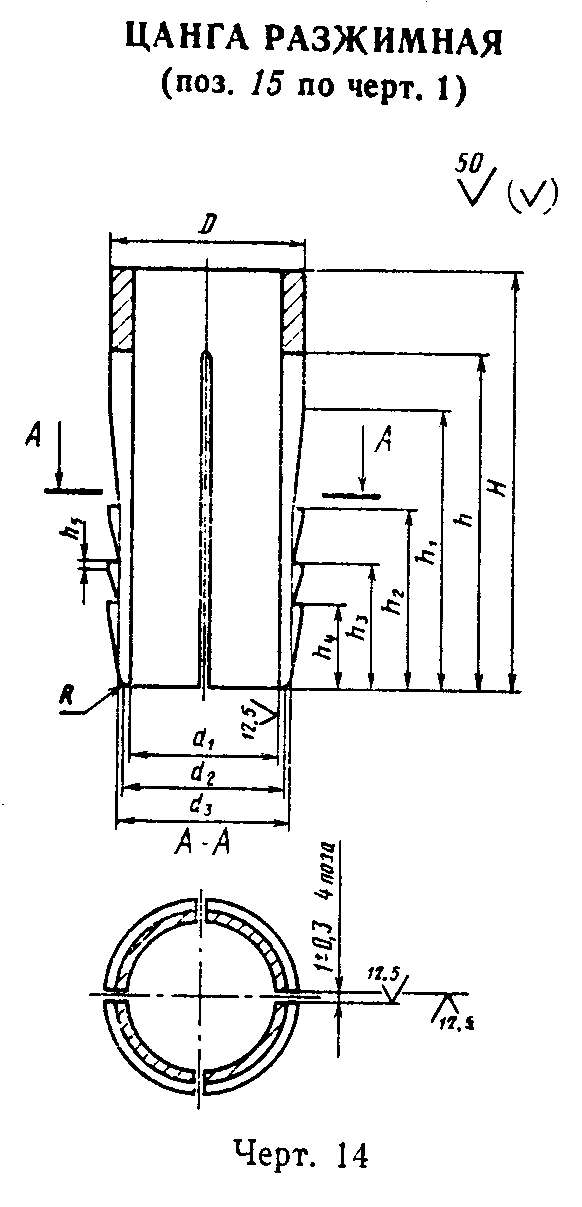 ЦАНГА РАЗЖИМНАЯ
(поз. 15 по черт. 1)
50
D
A
A
h5
h4
h3
h2
h1
h
H
R
12.5
d1
d2
d3
A-A
1±0,3 4 паза
12.5
12.5
Черт. 14